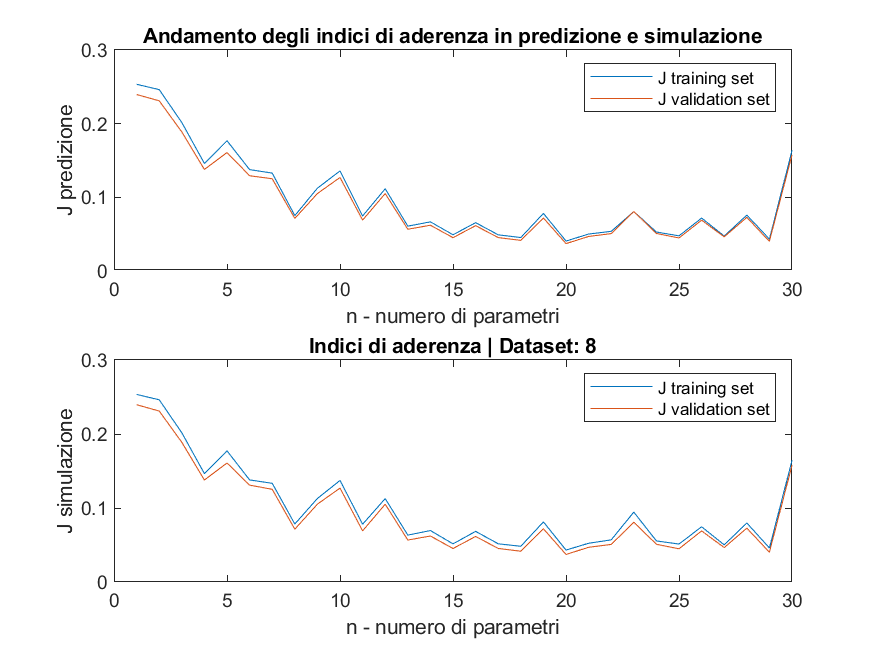 Andamento degli indici di aderenza in predizione e simulazione
0.3
0.2
0.1
0
J predizione
J training set
J validation set
0 5 10 15 20 25 30
n - numero di parametri
Indici di aderenza | Dataset: 8
0.3
0.2
0.1
0
J simulazione
J training set
J validation set
0 5 10 15 20 25 30
n - numero di parametri